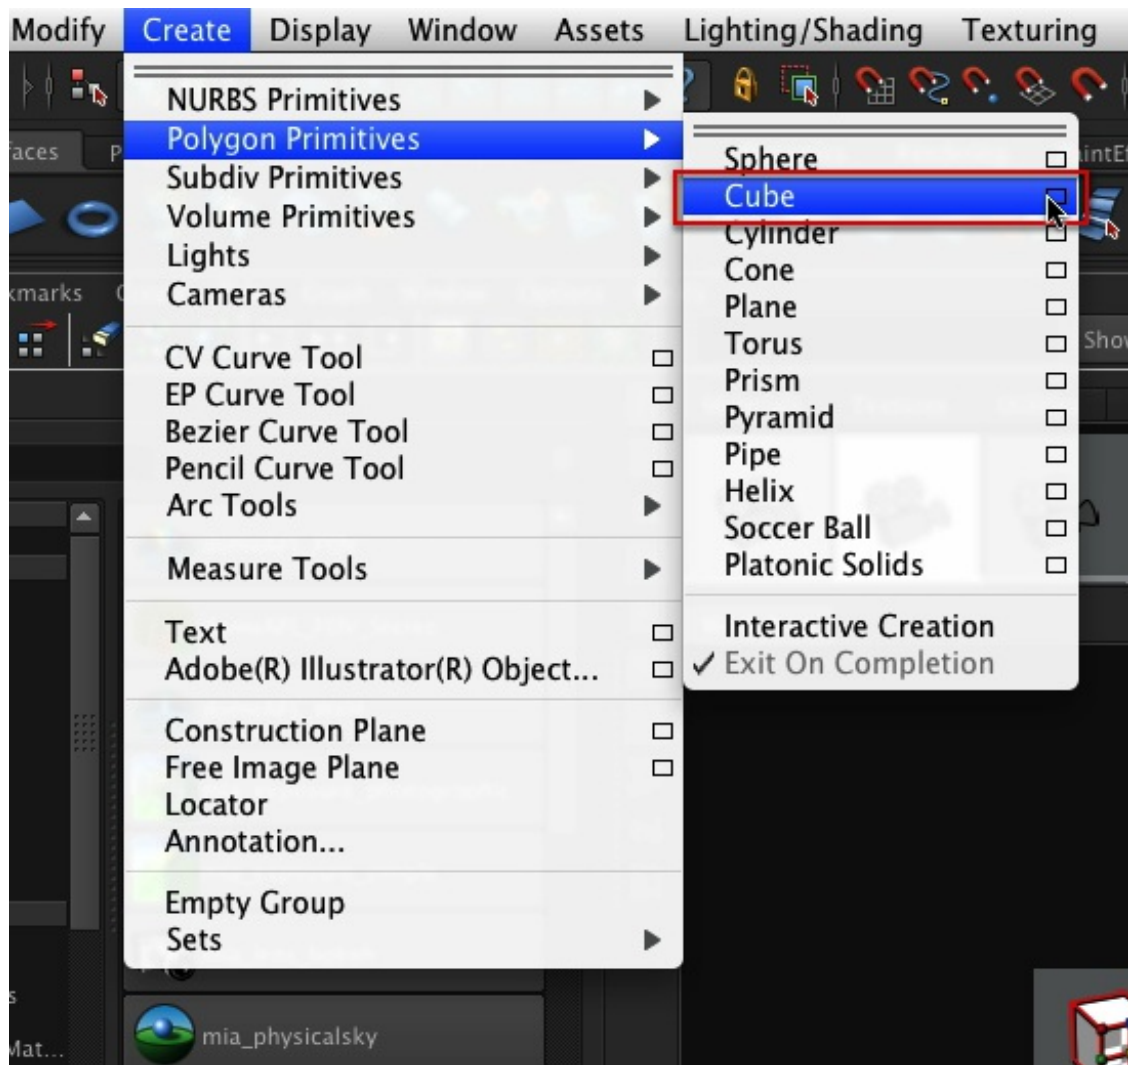 Modify Create Display Window Assets Lighting/Shading Texturing
NURBS Primitives
Polygon Primitives
Subdiv Primitives
Volume Primitives
Lights
Cameras
CV Curve Tool
EP Curve Tool
Bezier Curve Tool
Pencil Curve Tool
Arc Tools
Measure Tools
Text
Adobe(R) Illustrator(R) Object...
Construction Plane
Free Image Plane
Locator
Annotation...
Empty Group
Sets
Sphere
Cube
Cylinder
Cone
Plane
Torus
Prism
Pyramid
Pipe
Helix
Soccer Ball
Platonic Solids
Interactive Creation
Exit On Completion
mia_physicalsky